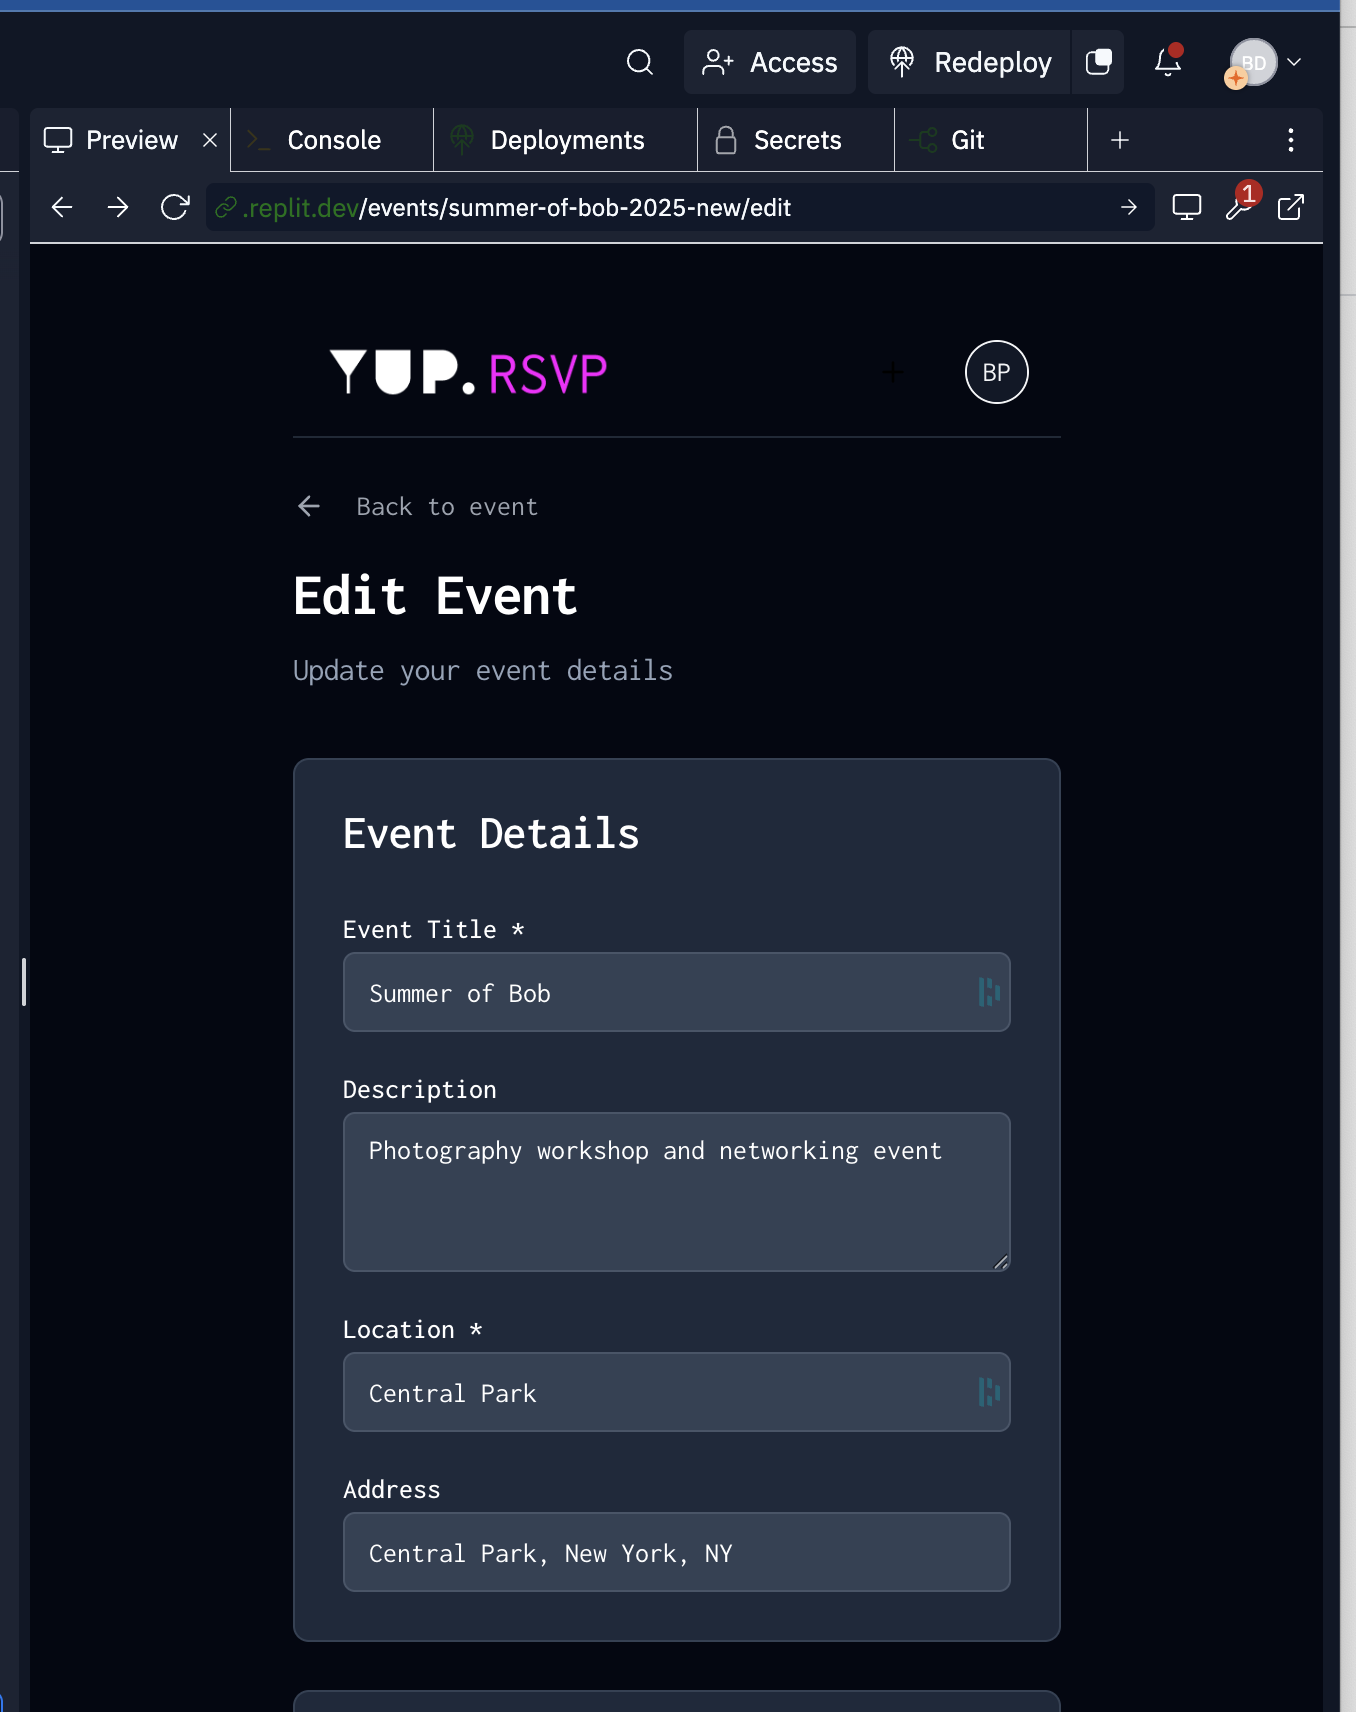 Access
Redeploy
BD
Preview
Console
Deployments
Secrets
Git
.replit.dev/events/summer-of-bob-2025-new/edit
1
YUP.RSVP
BP
Back to event
Edit Event
Update your event details
Event Details
Event Title *
Summer of Bob
Description
Photography workshop and networking event
Location *
Central Park
Address
Central Park, New York, NY